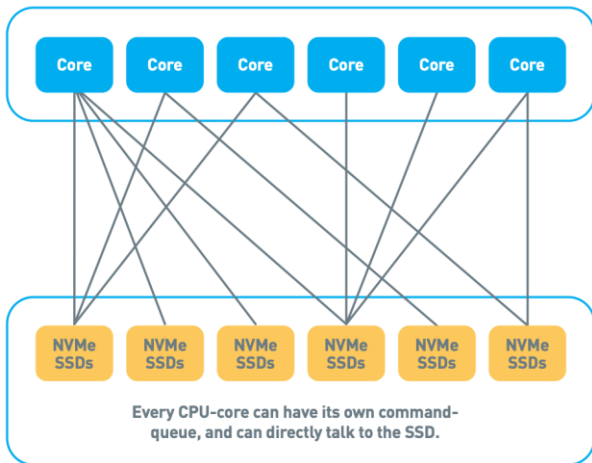 Core
Core
Core
Core
Core
Core
NVMe
SSDs
NVMe
SSDs
NVMe
SSDs
NVMe
SSDs
NVMe
SSDs
NVMe
SSDs
Every CPU-core can have its own command-
queue, and can directly talk to the SSD.